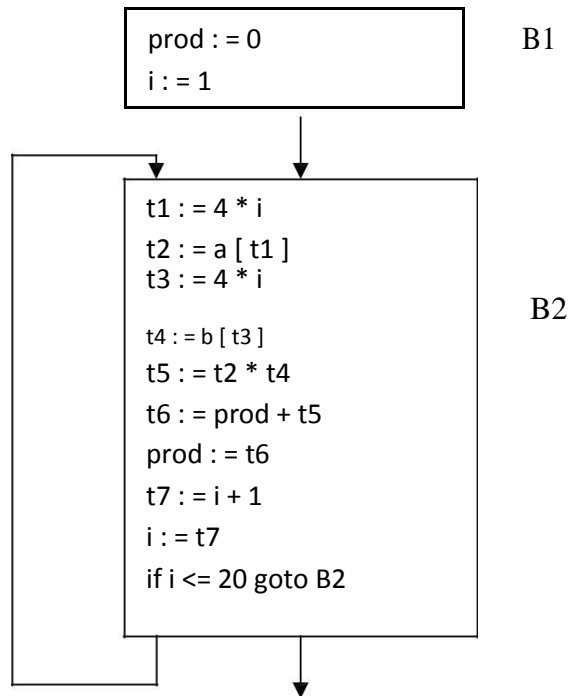 prod : = 0
B1
i : = 1
t1 : = 4 * i
t2 : = a [ t1 ]
t3 : = 4 * i
B2
t4 : = b [ t3 ]
t5 : = t2 * t4
t6 : = prod + t5
prod : = t6
t7 : = i + 1
i : = t7
if i <= 20 goto B2